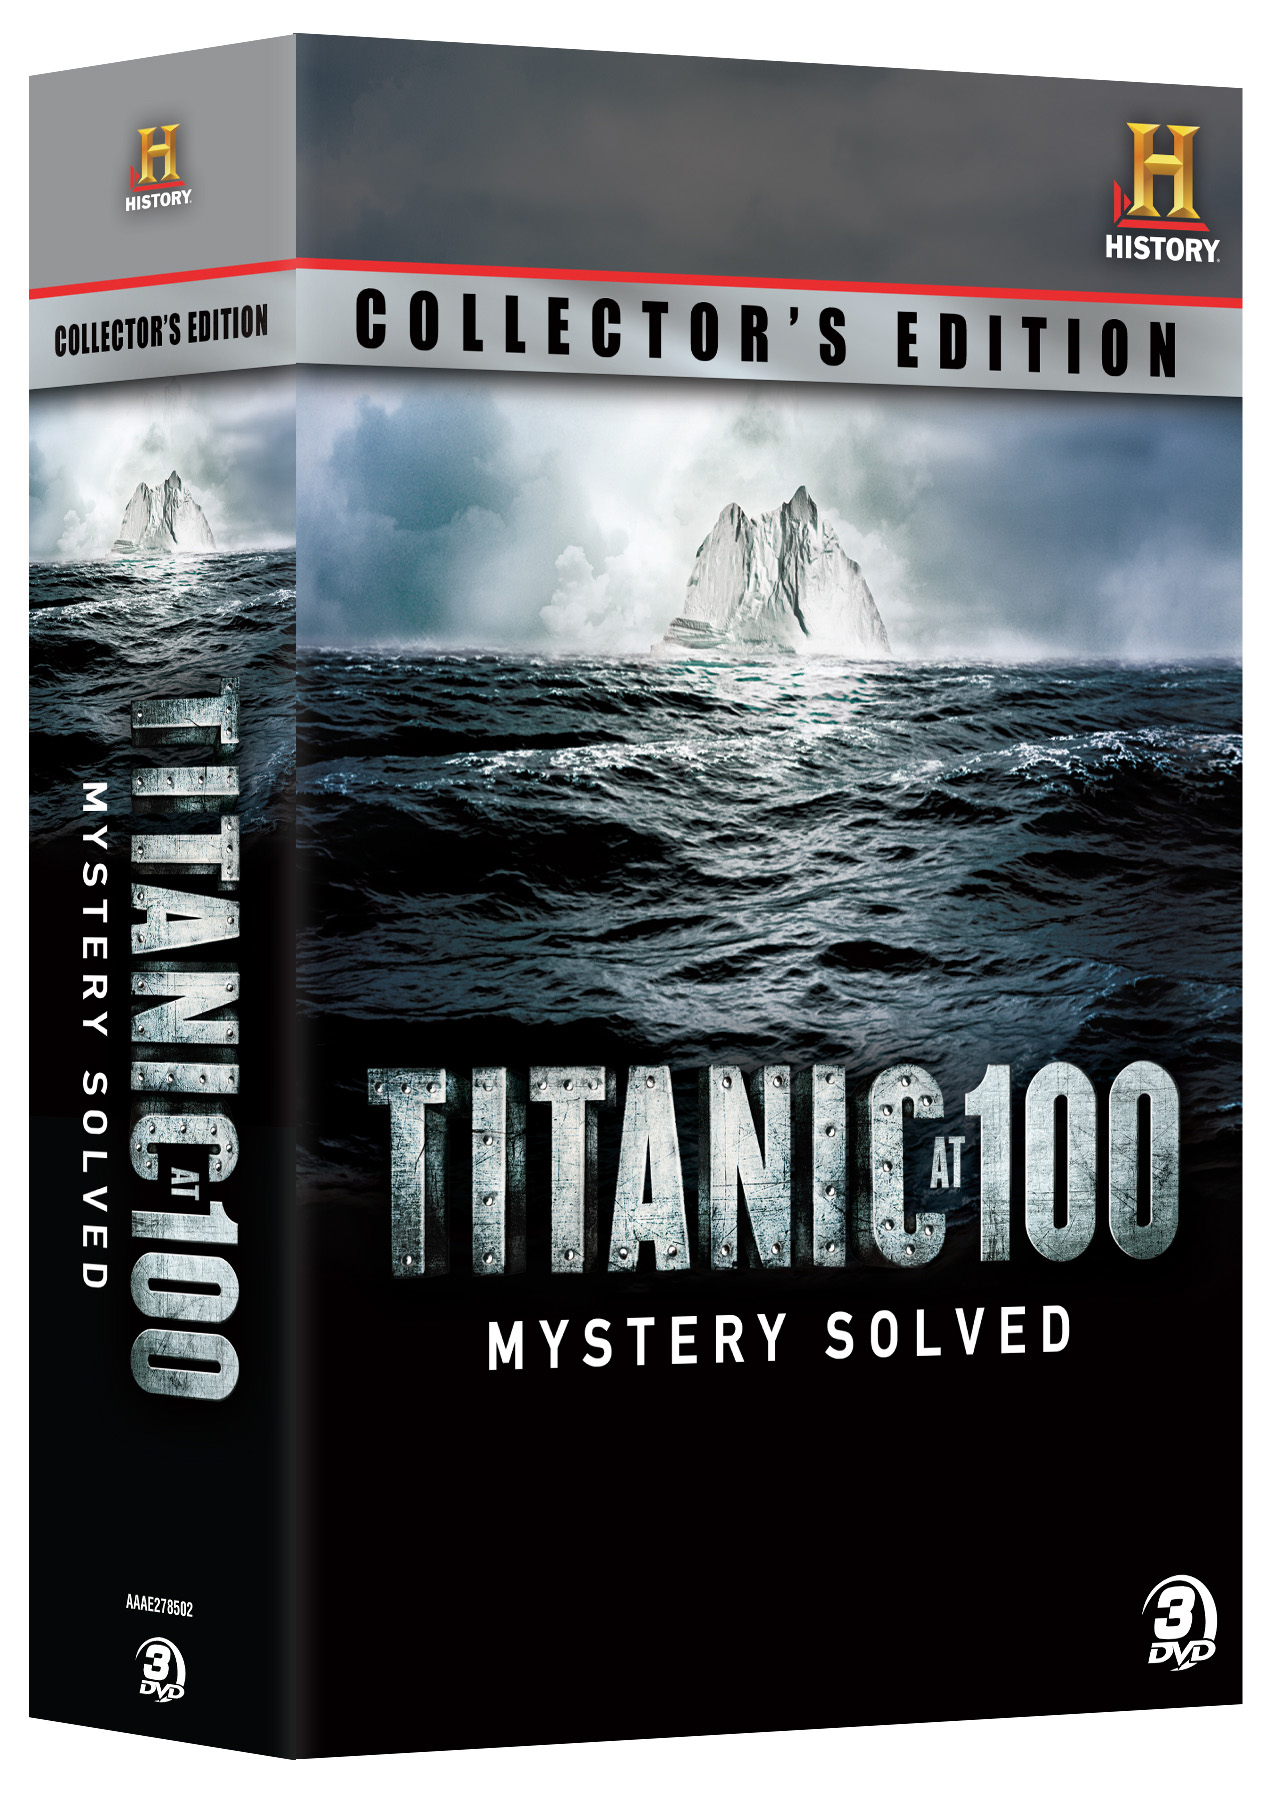 H
HISTORY
COLLECTOR'S EDITION
TITANIC AT 100
MYSTERY SOLVED
AAAE278502
3
DVD
H
HISTORY
COLLECTOR'S EDITION
TITANIC AT 100
MYSTERY SOLVED
3
DVD